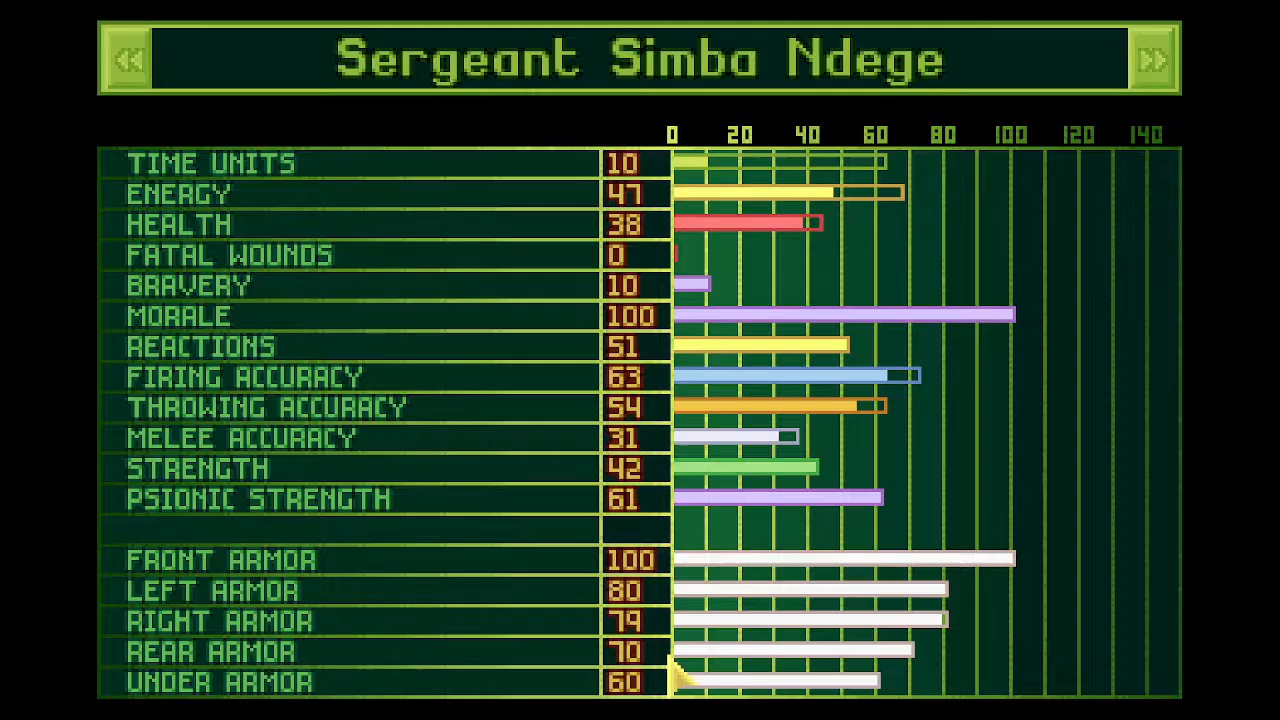 Sergeant Simba Ndege
0 20 40 60 80 100 120 140
TIME UNITS 10
ENERGY 47
HEALTH 38
FATAL WOUNDS 0
BRAVERY 10
MORALE 100
REACTIONS 51
FIRING ACCURACY 63
THROWING ACCURACY 54
MELEE ACCURACY 31
STRENGTH 42
PSIONIC STRENGTH 61
FRONT ARMOR 100
LEFT ARMOR 80
RIGHT ARMOR 79
REAR ARMOR 70
UNDER ARMOR 60